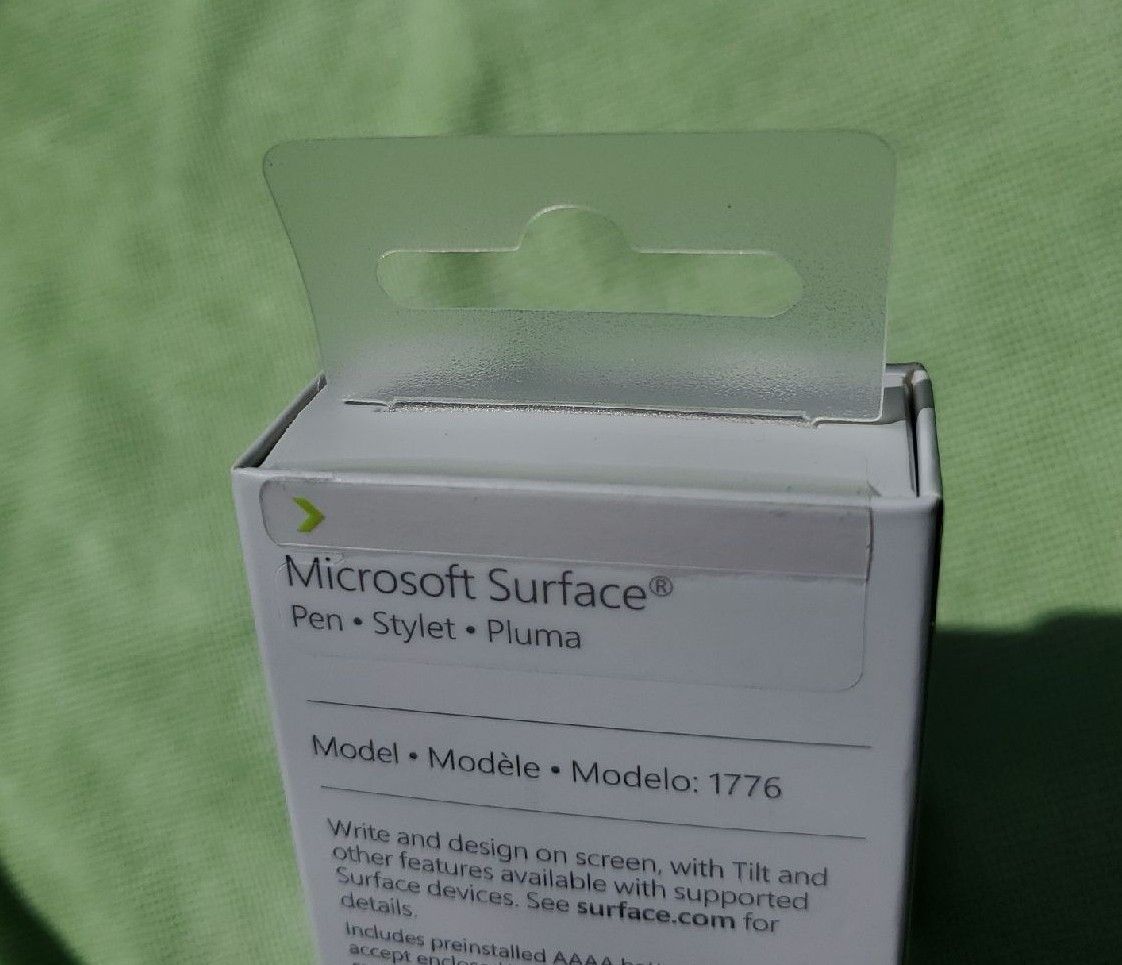 Microsoft Surface®
Pen • Stylet • Pluma
Model • Modèle • Modelo: 1776
Write and design on screen, with Tilt and
other features available with supported
Surface devices. See surface.com for
details.
Includes preinstalled AAAA
accept